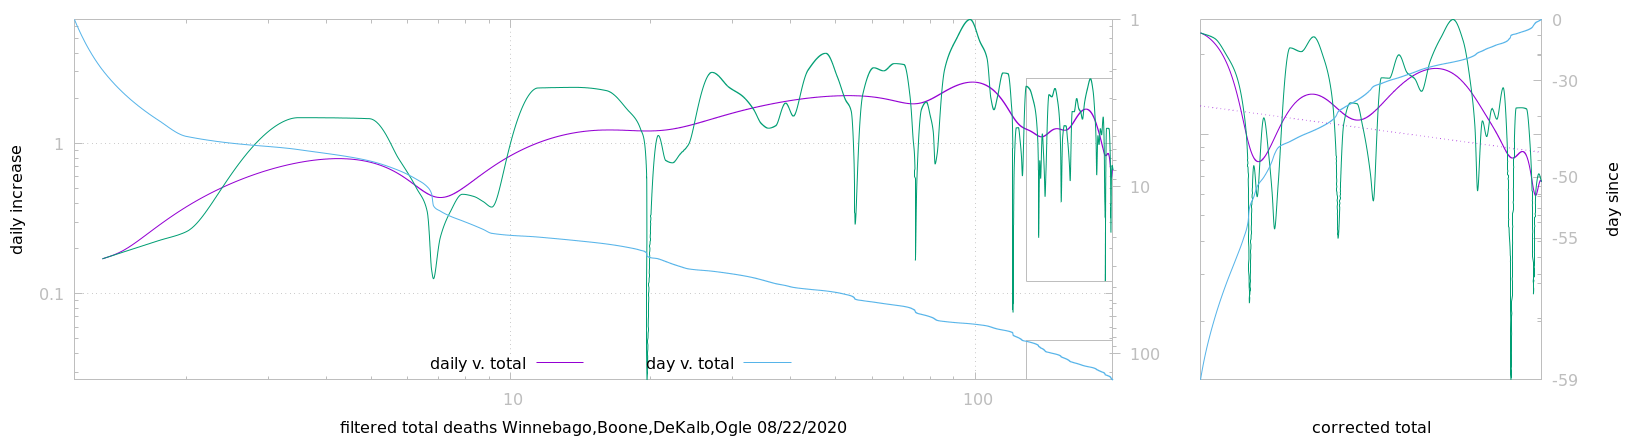 daily increase
1
0.1
10
100
1
10
100
daily v. total
day v. total
filtered total deaths Winnebago,Boone,DeKalb,Ogle 08/22/2020
0
-30
-50
-55
-59
day since
corrected total